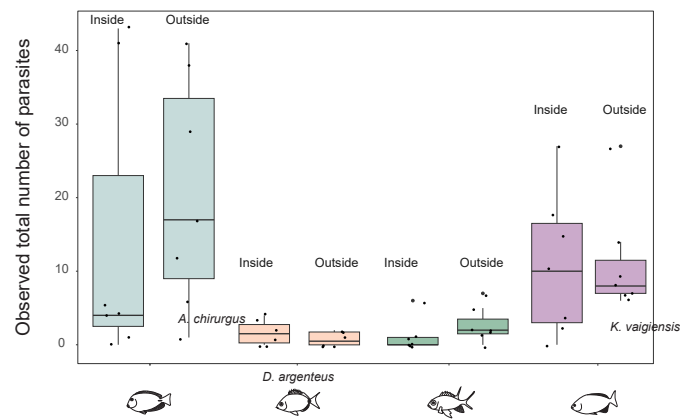 Inside Outside
40
30
Inside Outside
20
Inside Outside Inside Outside
10
A. chirurgus
K. vaigiensis
0
D. argenteus
Observed total number of parasites